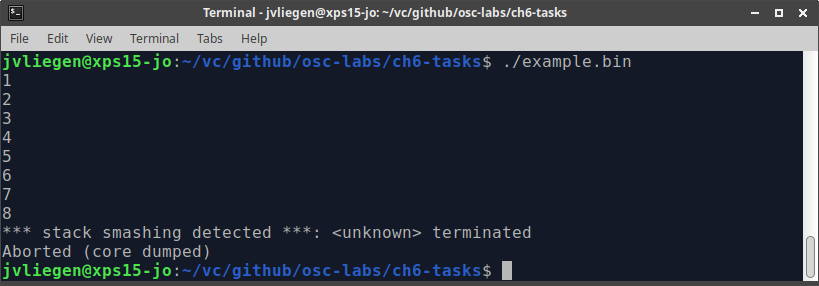 Terminal - jvliegen@xps15-jo: ~/vc/github/osc-labs/ch6-tasks
File Edit View Terminal Tabs Help
jvliegen@xps15-jo:~/vc/github/osc-labs/ch6-tasks$ ./example.bin
1
2
3
4
5
6
7
8
*** stack smashing detected ***: <unknown> terminated
Aborted (core dumped)
jvliegen@xps15-jo:~/vc/github/osc-labs/ch6-tasks$